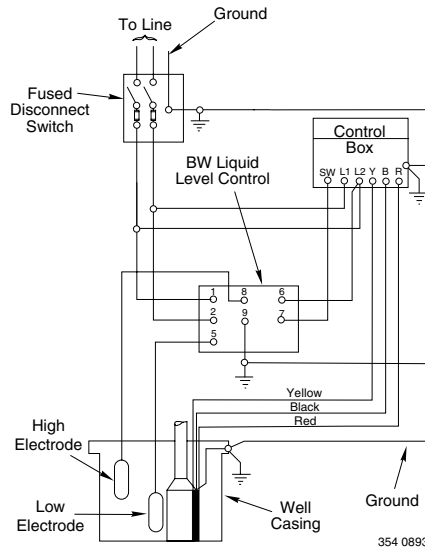 To Line
Ground
Fused
Disconnect
Switch
Control
Box
SW L1 L2 Y B R
BW Liquid
Level Control
1 8 6
2 9 7
5
Yellow
Black
Red
High
Electrode
Low
Electrode
Well
Casing
Ground
354 0893